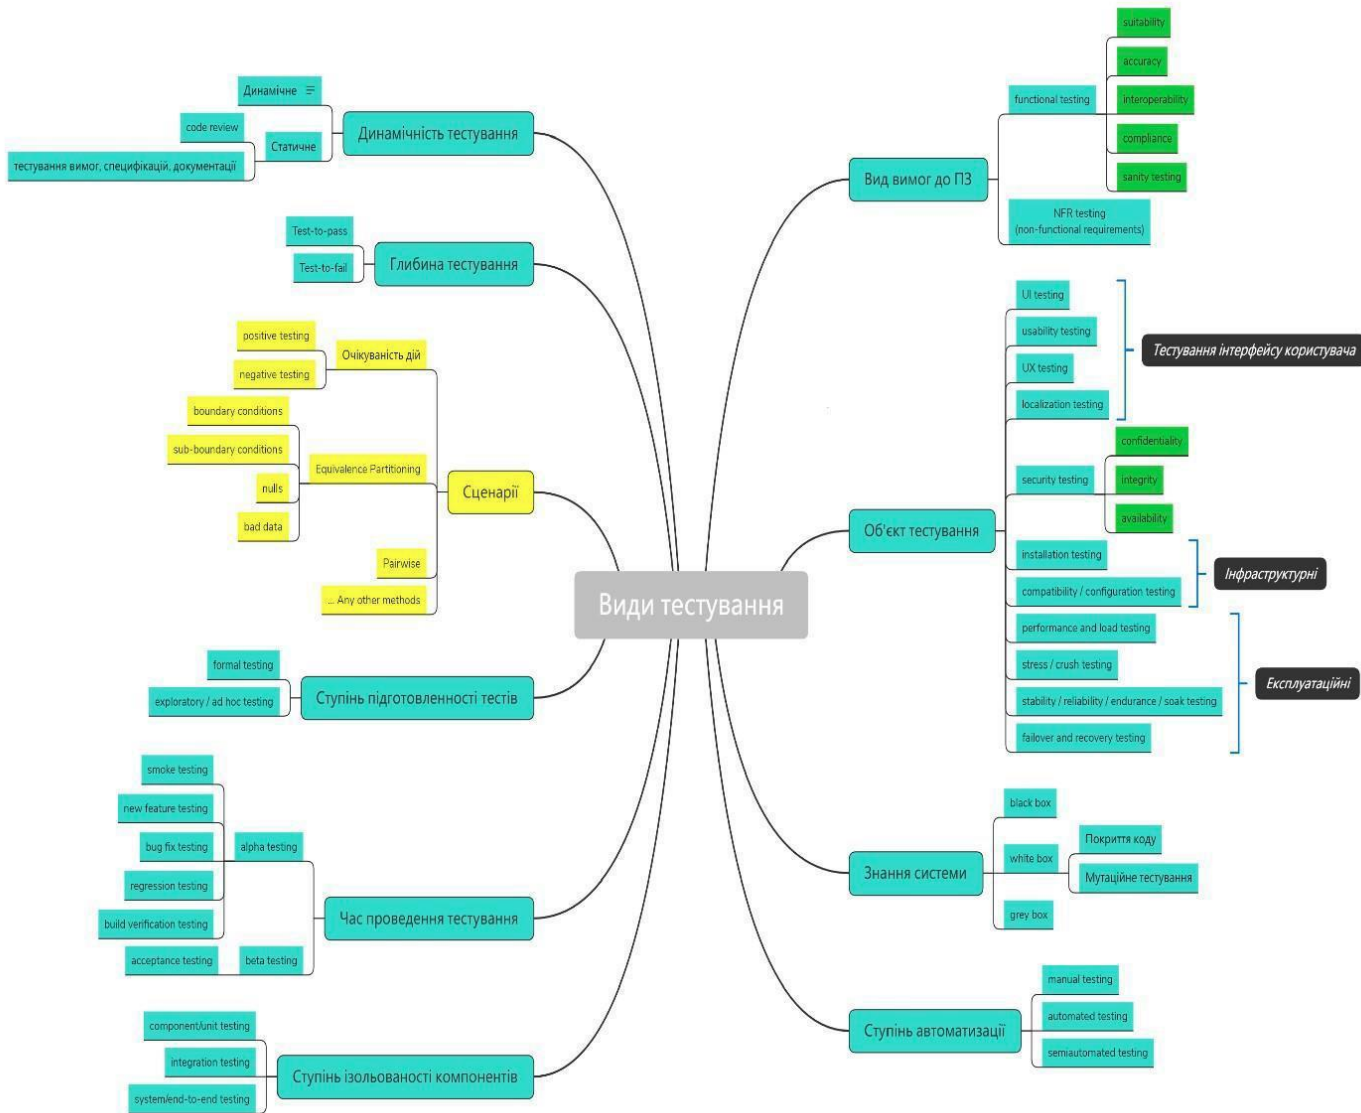 Види тестування
Динамічність тестування
Динамічне
Статичне
code review
тестування вимог, специфікацій, документації
Глибина тестування
Test-to-pass
Test-to-fail
Сценарії
Очікуваність дій
positive testing
negative testing
Equivalence Partitioning
boundary conditions
sub-boundary conditions
nulls
bad data
Pairwise
... Any other methods
Ступінь підготовленності тестів
formal testing
exploratory / ad hoc testing
Час проведення тестування
alpha testing
smoke testing
new feature testing
bug fix testing
regression testing
build verification testing
beta testing
acceptance testing
Ступінь ізольованості компонентів
component/unit testing
integration testing
system/end-to-end testing
Вид вимог до ПЗ
functional testing
suitability
accuracy
interoperability
compliance
sanity testing
NFR testing
(non-functional requirements)
Об'єкт тестування
UI testing
usability testing
UX testing
localization testing
Тестування інтерфейсу користувача
security testing
confidentiality
integrity
availability
installation testing
compatibility / configuration testing
Інфраструктурні
performance and load testing
stress / crush testing
stability / reliability / endurance / soak testing
failover and recovery testing
Експлуатаційні
Знання системи
black box
white box
Покриття коду
Мутаційне тестування
grey box
Ступінь автоматизації
manual testing
automated testing
semiautomated testing